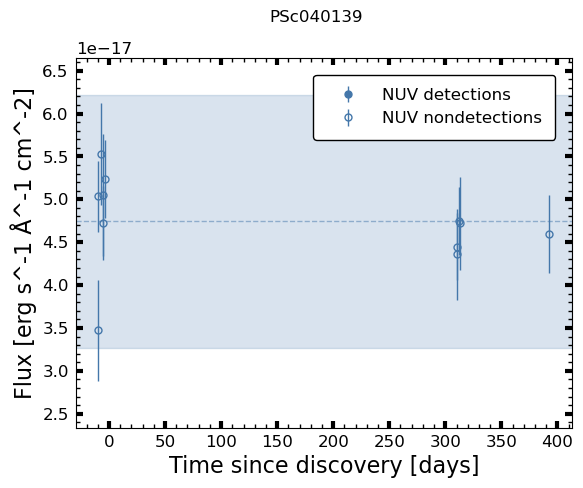 PSc040139
1e−17
NUV detections
NUV nondetections
6.5
6.0
5.5
5.0
4.5
4.0
3.5
3.0
2.5
Flux [erg s^-1 Å^-1 cm^-2]
0 50 100 150 200 250 300 350 400
Time since discovery [days]